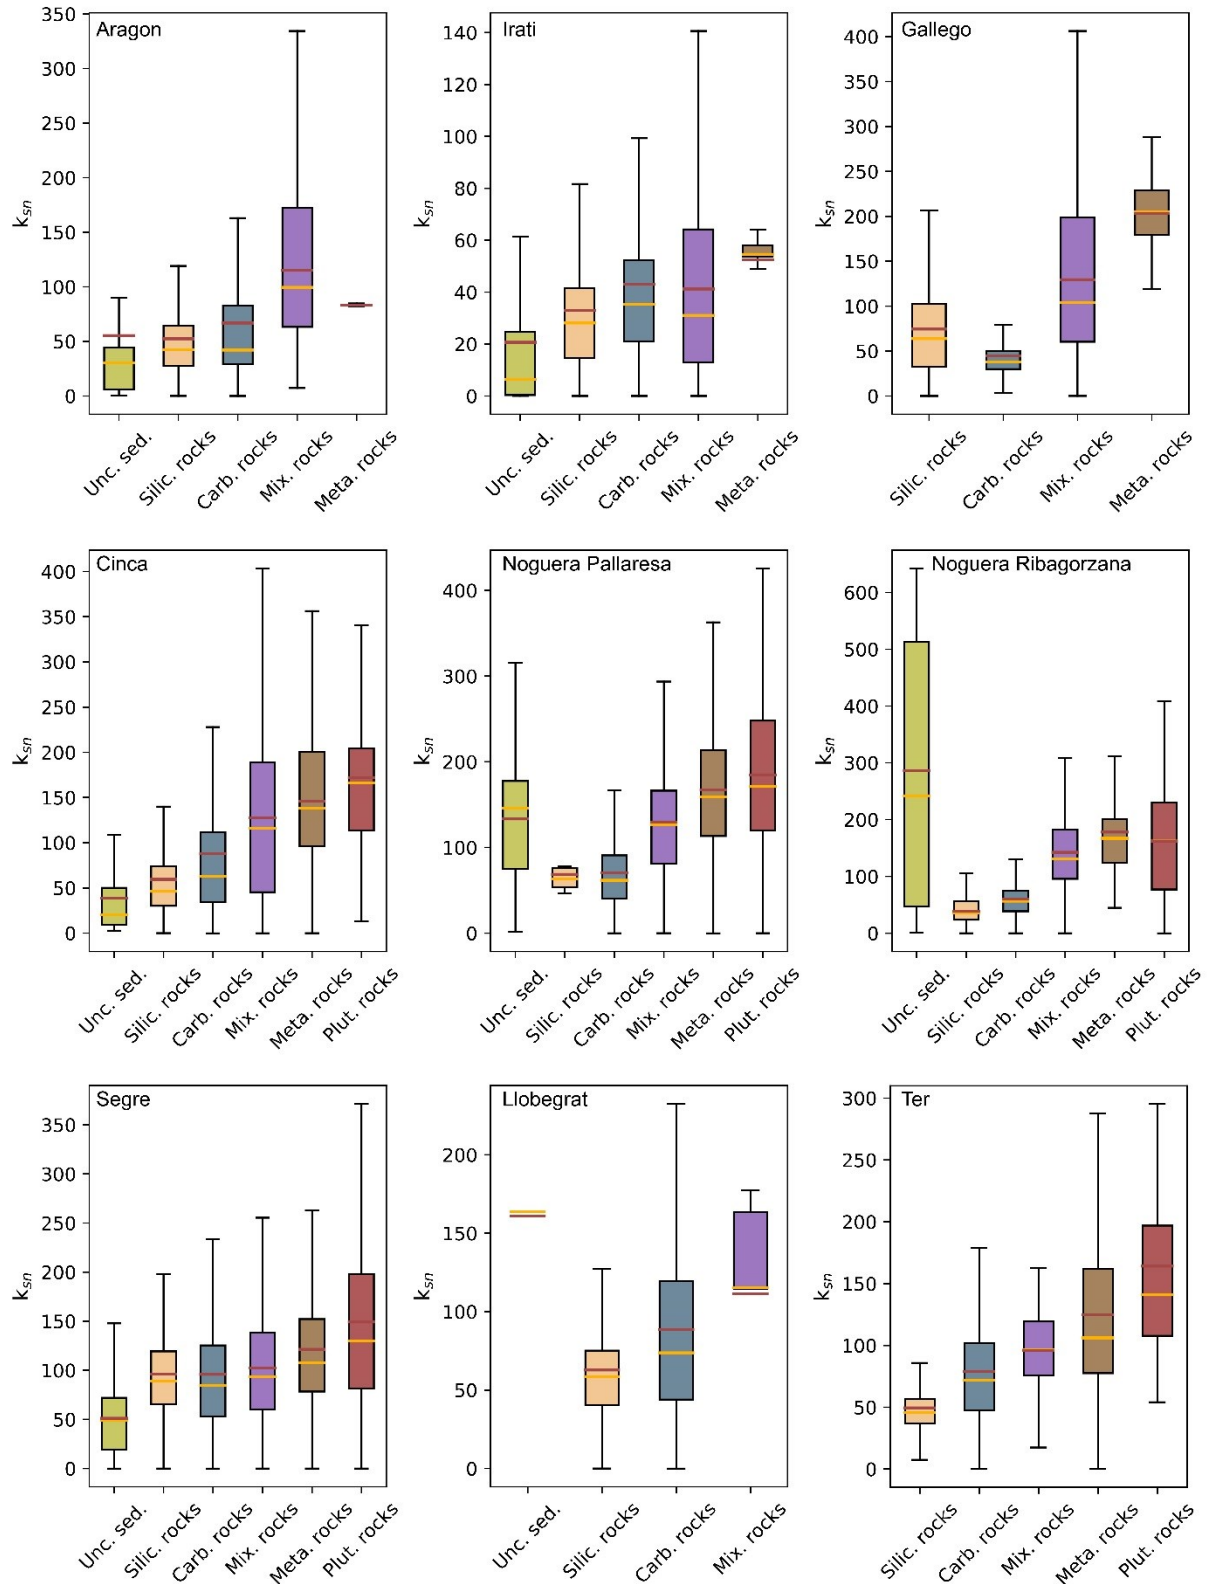 Aragon
350
300
250
200
150
100
50
0
ksn
Unc. sed.
Silic. rocks
Carb. rocks
Mix. rocks
Meta. rocks
Irati
140
120
100
80
60
40
20
0
ksn
Unc. sed.
Silic. rocks
Carb. rocks
Mix. rocks
Meta. rocks
Gallego
400
350
300
250
200
150
100
50
0
ksn
Silic. rocks
Carb. rocks
Mix. rocks
Meta. rocks
Cinca
400
350
300
250
200
150
100
50
0
ksn
Unc. sed.
Silic. rocks
Carb. rocks
Mix. rocks
Meta. rocks
Plut. rocks
Noguera Pallaresa
400
300
200
100
0
ksn
Unc. sed.
Silic. rocks
Carb. rocks
Mix. rocks
Meta. rocks
Plut. rocks
Noguera Ribagorzana
600
500
400
300
200
100
0
ksn
Unc. sed.
Silic. rocks
Carb. rocks
Mix. rocks
Meta. rocks
Plut. rocks
Segre
350
300
250
200
150
100
50
0
ksn
Unc. sed.
Silic. rocks
Carb. rocks
Mix. rocks
Meta. rocks
Plut. rocks
Llobegrat
200
150
100
50
0
ksn
Unc. sed.
Silic. rocks
Carb. rocks
Mix. rocks
Ter
300
250
200
150
100
50
0
ksn
Silic. rocks
Carb. rocks
Mix. rocks
Meta. rocks
Plut. rocks